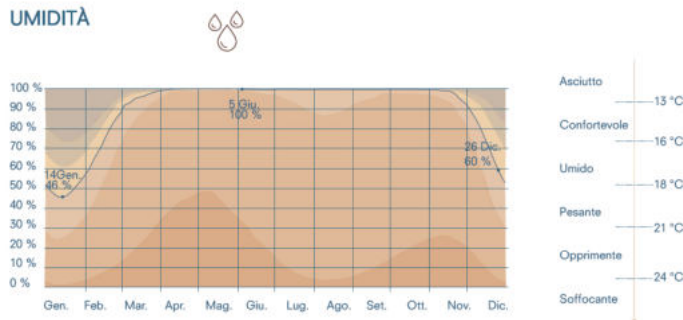 UMIDITÀ
100 %
90 %
80 %
70 %
60 %
50 %
40 %
30 %
20 %
10 %
0 %
14Gen.
46 %
5 Giu.
100 %
26 Dic.
60 %
Gen. Feb. Mar. Apr. Mag. Giu. Lug. Ago. Set. Ott. Nov. Dic.
Asciutto
13 °C
Confortevole
16 °C
Umido
18 °C
Pesante
21 °C
Opprimente
24 °C
Soffocante